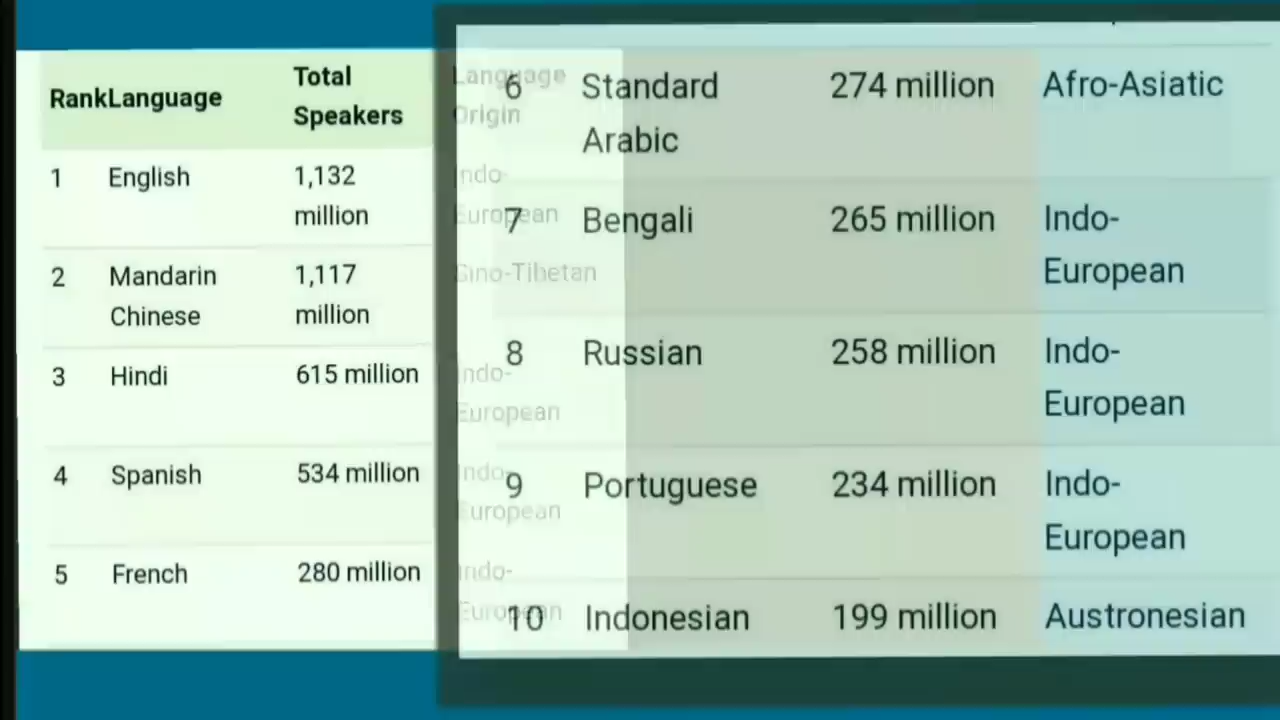 RankLanguage
Total
Speakers
Language
Origin
1 English 1,132
million
Indo-
European
2 Mandarin
Chinese
1,117
million
Sino-Tibetan
3 Hindi 615 million
Indo-
European
4 Spanish 534 million
Indo-
European
5 French 280 million
Indo-
European
6 Standard
Arabic
274 million Afro-Asiatic
7 Bengali 265 million Indo-
European
8 Russian 258 million Indo-
European
9 Portuguese 234 million Indo-
European
10 Indonesian 199 million Austronesian